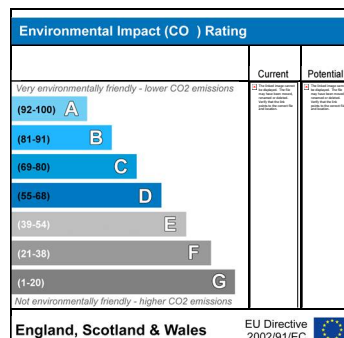 Environmental Impact (CO ) Rating
Current Potential
Very environmentally friendly - lower CO2 emissions
(92-100) A
(81-91) B
(69-80) C
(55-68) D
(39-54) E
(21-38) F
(1-20) G
Not environmentally friendly - higher CO2 emissions
England, Scotland & Wales
EU Directive
2002/91/EC